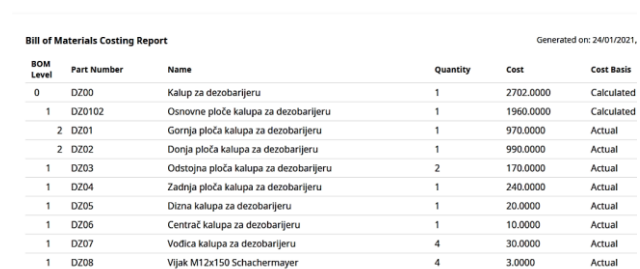 Bill of Materials Costing Report Generated on: 24/01/2021,
BOM Level Part Number Name Quantity Cost Cost Basis
0 DZ00 Kalup za dezobarijeru 1 2702.0000 Calculated
1 DZ0102 Osnovne ploče kalupa za dezobarijeru 1 1960.0000 Calculated
2 DZ01 Gornja ploča kalupa za dezobarijeru 1 970.0000 Actual
2 DZ02 Donja ploča kalupa za dezobarijeru 1 990.0000 Actual
1 DZ03 Odstojna ploča kalupa za dezobarijeru 2 170.0000 Actual
1 DZ04 Zadnja ploča kalupa za dezobarijeru 1 240.0000 Actual
1 DZ05 Dizna kalupa za dezobarijeru 1 20.0000 Actual
1 DZ06 Centrač kalupa za dezobarijeru 1 10.0000 Actual
1 DZ07 Vođica kalupa za dezobarijeru 4 30.0000 Actual
1 DZ08 Vijak M12x150 Schachermayer 4 3.0000 Actual